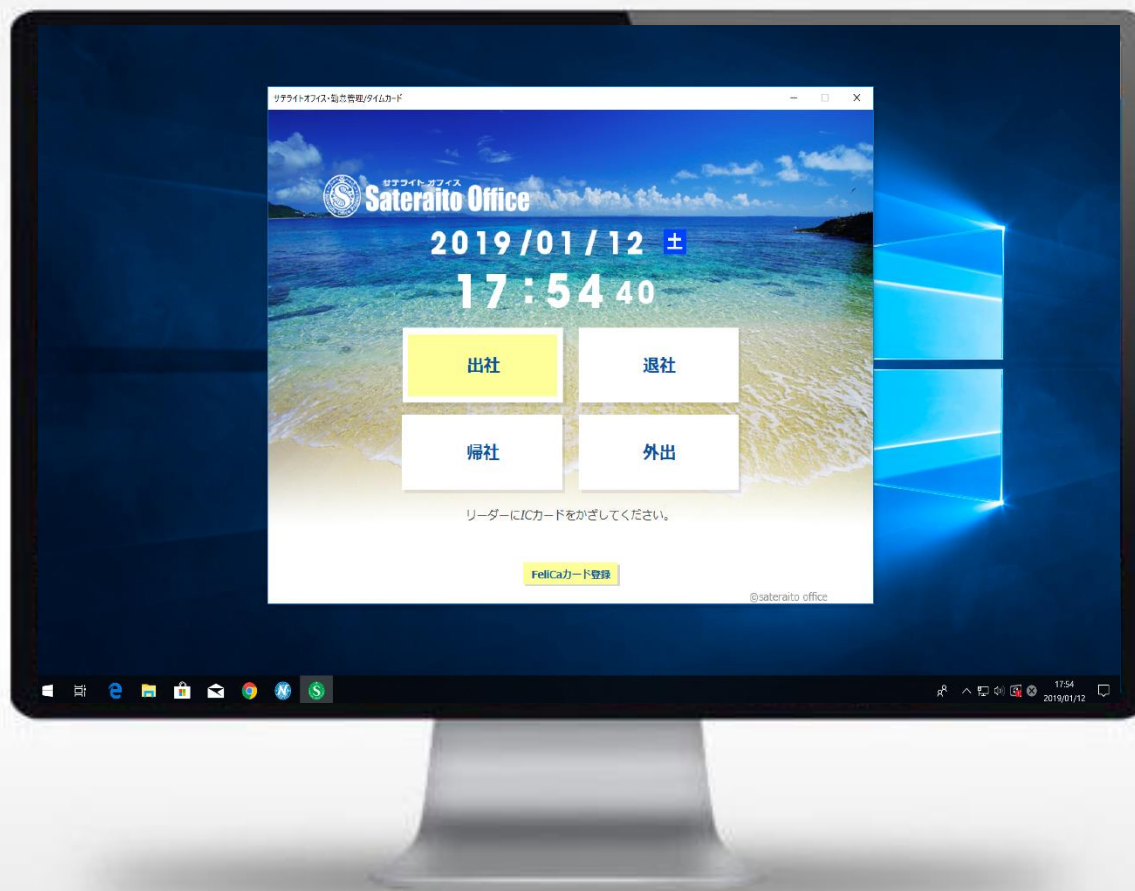 サテライトオフィス・勤怠管理/タイムカード
サテライト オフィス
Sateraito Office
2019/01/12 土
17:54 40
出社
退社
帰社
外出
リーダーにICカードをかざしてください。
FeliCaカード登録
©sateraito office
17:54
2019/01/12